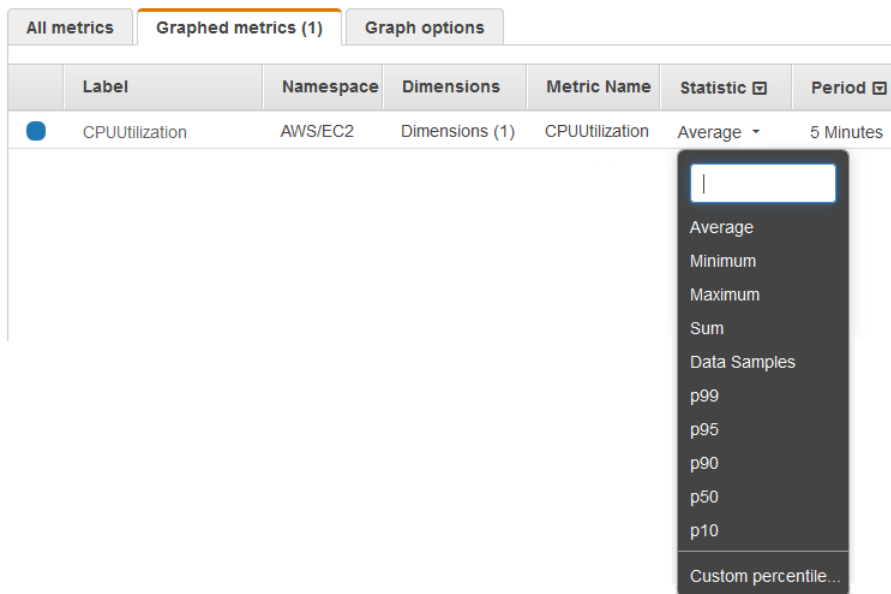 All metrics Graphed metrics (1) Graph options
Label Namespace Dimensions Metric Name Statistic Period
CPUUtilization AWS/EC2 Dimensions (1) CPUUtilization Average 5 Minutes
Average
Minimum
Maximum
Sum
Data Samples
p99
p95
p90
p50
p10
Custom percentile...